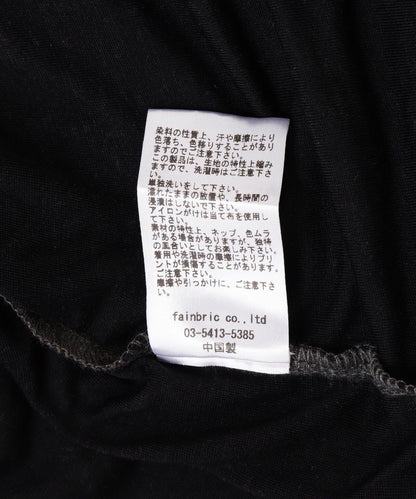 染料の性質上、汗や摩擦により
色落ち、色移りすることがあり
ますのでご注意下さい。
この製品は、生地の特性上縮み
ますので、洗濯時はご注意下さ
い。
単独洗いをして下さい。
濡れたままの放置や、長時間の
浸漬はしないで下さい。
アイロンがけは当て布を使用し
て下さい。
素材の特性上、ネップ、色ムラ
がある場合がありますが、独特
の風合いとしてお楽しみ下さい。
着用や洗濯時の摩擦によりプリ
ントが損傷することがあります。
ご注意下さい。
摩擦や引っかけに、ご注意下さ
い。
fainbric co.,ltd
03-5413-5385
中国製